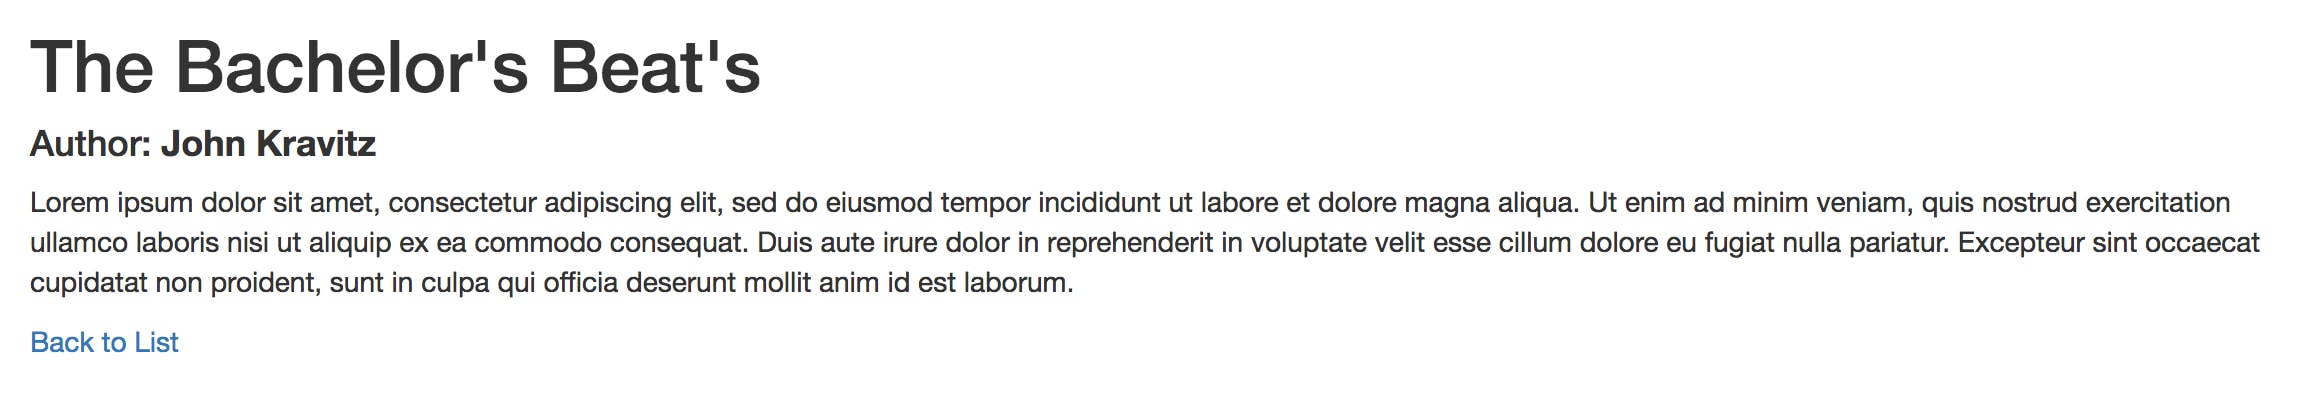 The Bachelor's Beat's
Author: John Kravitz
Lorem ipsum dolor sit amet, consectetur adipiscing elit, sed do eiusmod tempor incididunt ut labore et dolore magna aliqua. Ut enim ad minim veniam, quis nostrud exercitation
ullamco laboris nisi ut aliquip ex ea commodo consequat. Duis aute irure dolor in reprehenderit in voluptate velit esse cillum dolore eu fugiat nulla pariatur. Excepteur sint occaecat
cupidatat non proident, sunt in culpa qui officia deserunt mollit anim id est laborum.
Back to List